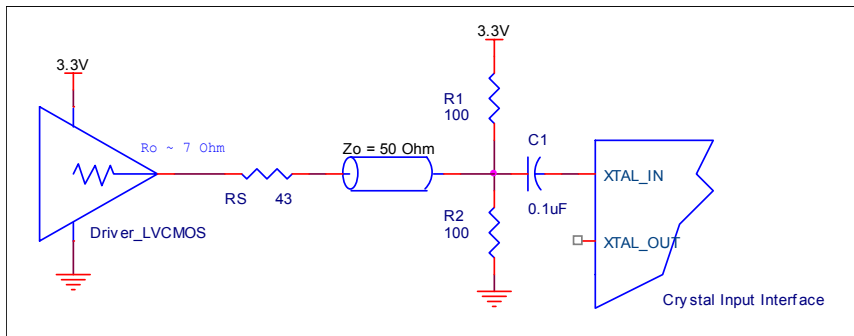 3.3V
3.3V
R1
100
Ro ~ 7 Ohm
Zo = 50 Ohm
C1
XTAL_IN
RS
43
R2
100
0.1uF
XTAL_OUT
Driver_LVCMOS
Crystal Input Interface